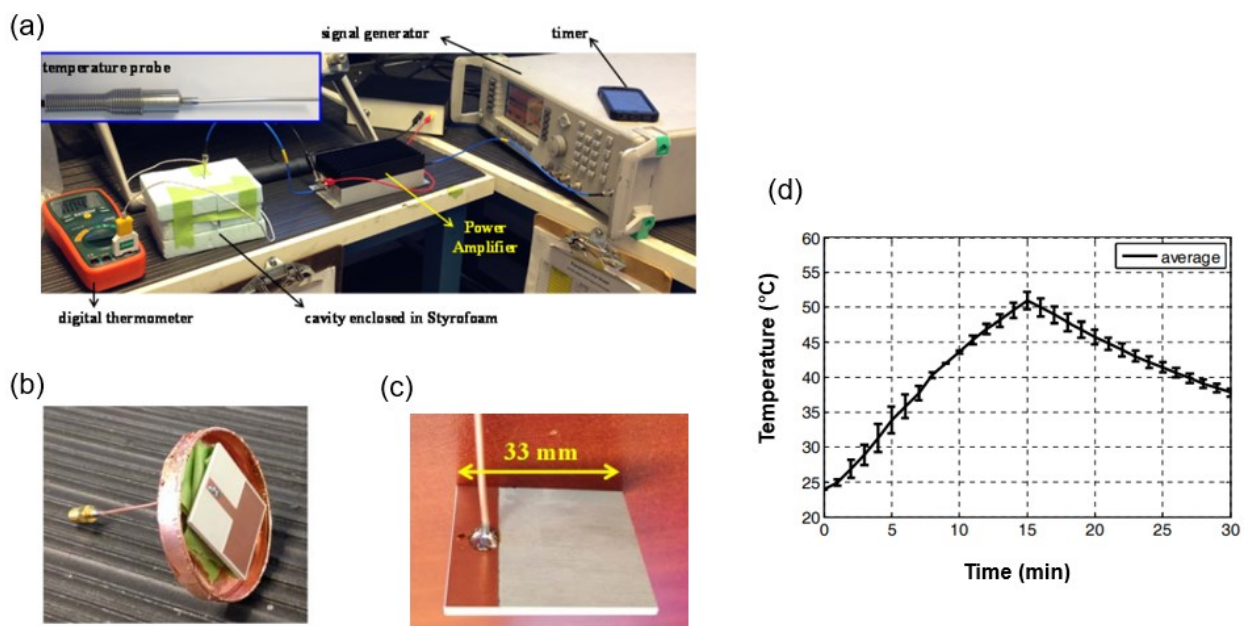 (a)
signal generator
timer
temperature probe
Power
Amplifier
digital thermometer
cavity enclosed in Styrofoam
(b)
(c)
33 mm
(d)
60
55
50
45
40
35
30
25
20
Temperature (°C)
average
0 5 10 15 20 25 30
Time (min)